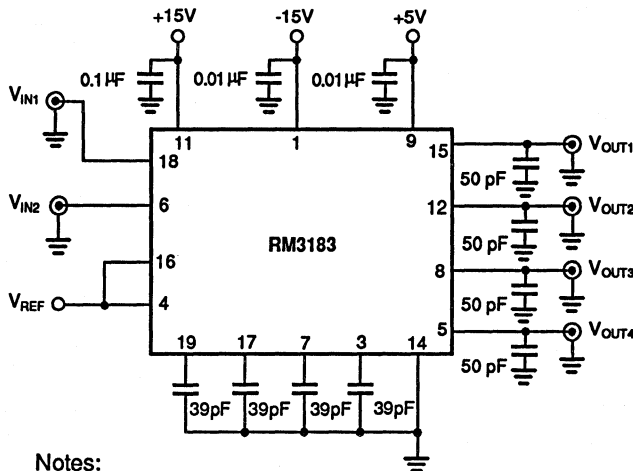 +15V
-15V
+5V
0.1 µF
0.01 µF
0.01 µF
VIN1
11
1
9
15
VOUT1
18
50 pF
VIN2
6
12
VOUT2
RM3183
50 pF
16
8
VOUT3
VREF
4
50 pF
5
VOUT4
19
17
7
3
14
50 pF
39pF
39pF
39pF
39pF
Notes: